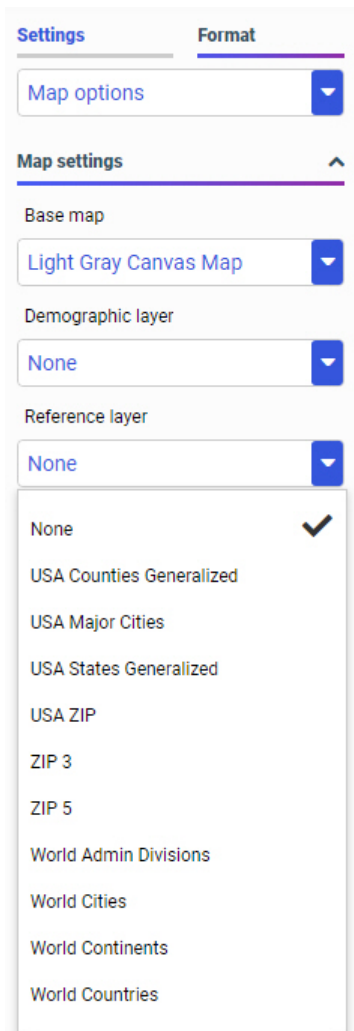 Settings Format
Map options
Map settings
Base map
Light Gray Canvas Map
Demographic layer
None
Reference layer
None
None
USA Counties Generalized
USA Major Cities
USA States Generalized
USA ZIP
ZIP 3
ZIP 5
World Admin Divisions
World Cities
World Continents
World Countries